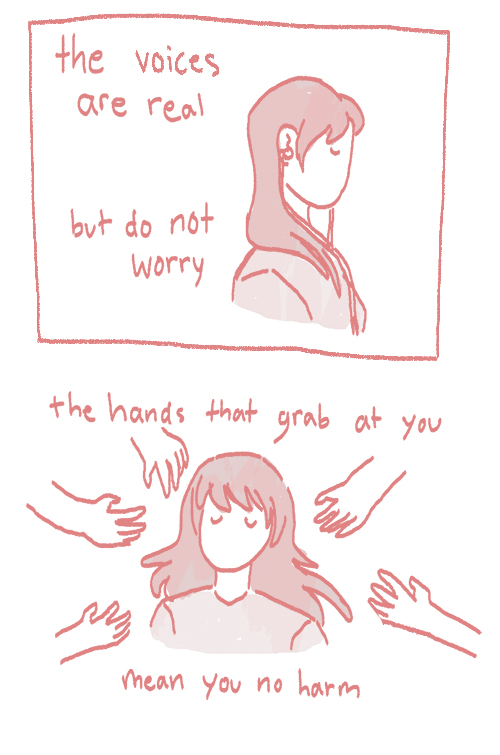 the voices
are real
but do not
worry
the hands that grab at you
mean you no harm